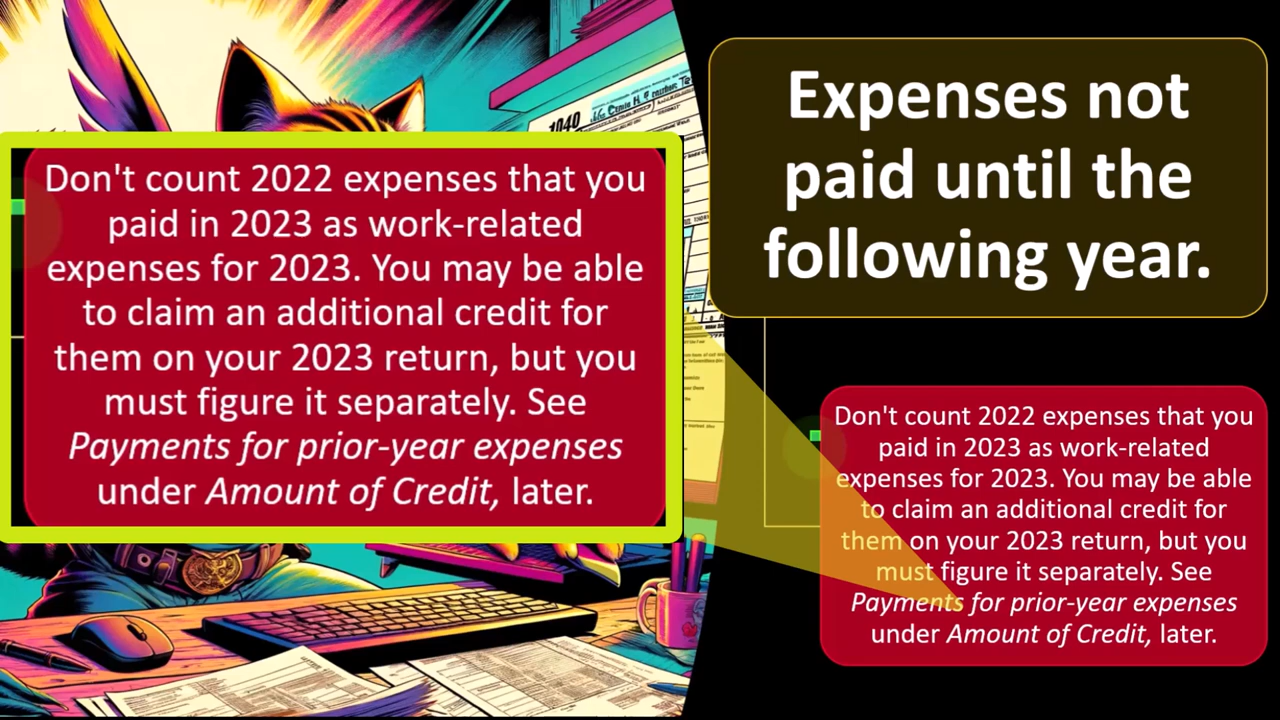 1040
Don't count 2022 expenses that you
paid in 2023 as work-related
expenses for 2023. You may be able
to claim an additional credit for
them on your 2023 return, but you
must figure it separately. See
Payments for prior-year expenses
under Amount of Credit, later.
Expenses not
paid until the
following year.
Don't count 2022 expenses that you
paid in 2023 as work-related
expenses for 2023. You may be able
to claim an additional credit for
them on your 2023 return, but you
must figure it separately. See
Payments for prior-year expenses
under Amount of Credit, later.